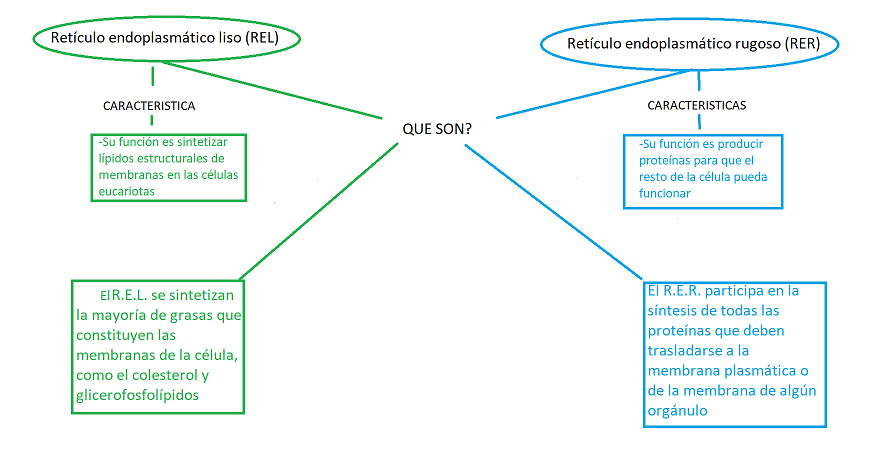 Retículo endoplasmático liso (REL)
Retículo endoplasmático rugoso (RER)
CARACTERISTICA
CARACTERISTICAS
QUE SON?
-Su función es sintetizar
lípidos estructurales de
membranas en las células
eucariotas
-Su función es producir
proteínas para que el
resto de la célula pueda
funcionar
El R.E.L. se sintetizan
la mayoría de grasas que
constituyen las
membranas de la célula,
como el colesterol y
glicerofosfolípidos
El R.E.R. participa en la
síntesis de todas las
proteínas que deben
trasladarse a la
membrana plasmática o
de la membrana de algún
orgánulo